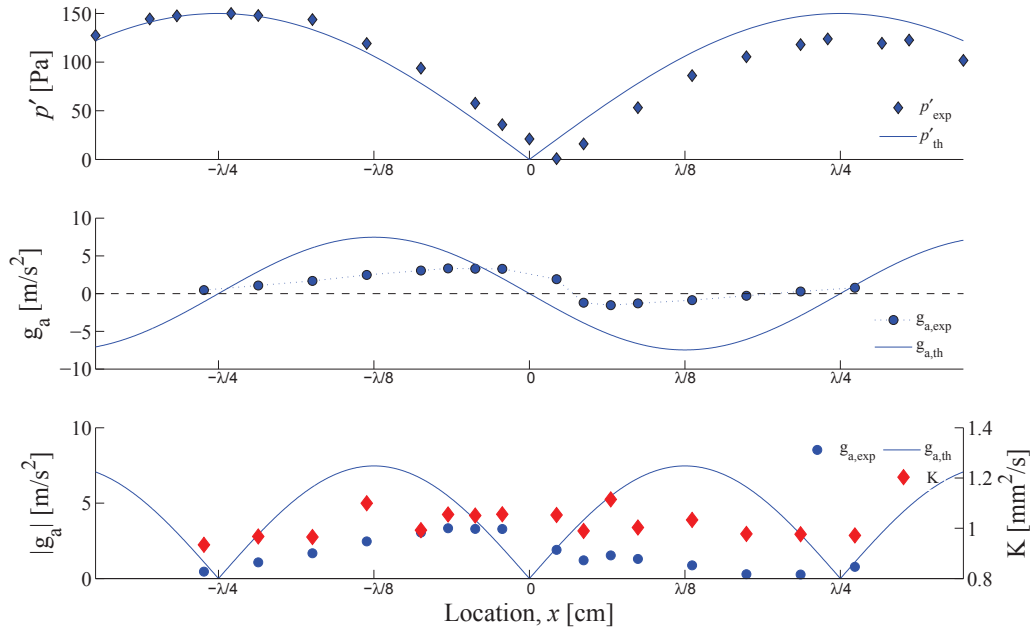 150
100
50
0
p′ [Pa]
p′exp
p′th
−λ/4
−λ/8
0
λ/8
λ/4
10
5
0
−5
−10
ga [m/s2]
ga,exp
ga,th
−λ/4
−λ/8
0
λ/8
λ/4
10
5
0
|ga| [m/s2]
ga,exp
ga,th
K
1.4
1.2
1
0.8
K [mm2/s]
−λ/4
−λ/8
0
λ/8
λ/4
Location, x [cm]